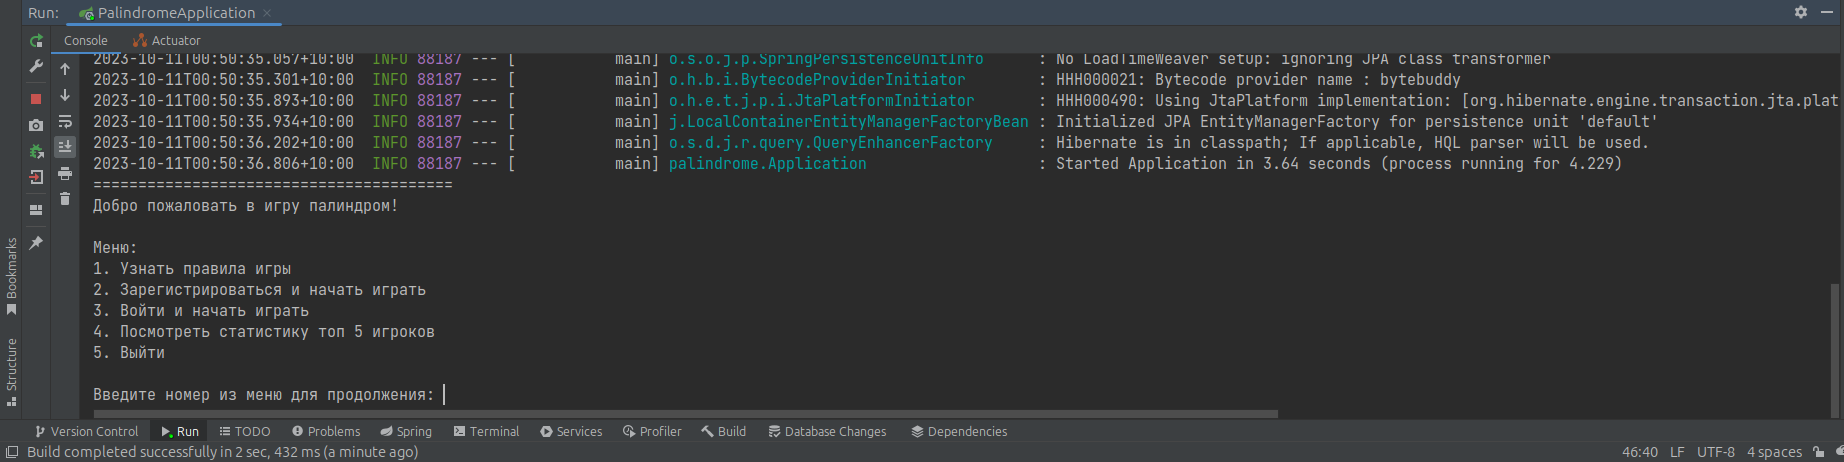 Run: PalindromeApplication
Console Actuator
2023-10-11T00:50:35.057+10:00 INFO 88187 --- [ main] o.s.o.j.p.SpringPersistenceUnitInfo : No LoadTimeWeaver setup: ignoring JPA class transformer
2023-10-11T00:50:35.301+10:00 INFO 88187 --- [ main] o.h.b.i.BytecodeProviderInitiator : HHH000021: Bytecode provider name : bytebuddy
2023-10-11T00:50:35.893+10:00 INFO 88187 --- [ main] o.h.e.t.j.p.i.JtaPlatformInitiator : HHH000490: Using JtaPlatform implementation: [org.hibernate.engine.transaction.jta.plat
2023-10-11T00:50:35.934+10:00 INFO 88187 --- [ main] j.LocalContainerEntityManagerFactoryBean : Initialized JPA EntityManagerFactory for persistence unit 'default'
2023-10-11T00:50:36.202+10:00 INFO 88187 --- [ main] o.s.d.j.r.query.QueryEnhancerFactory : Hibernate is in classpath; If applicable, HQL parser will be used.
2023-10-11T00:50:36.806+10:00 INFO 88187 --- [ main] palindrome.Application : Started Application in 3.64 seconds (process running for 4.229)
========================================
Добро пожаловать в игру палиндром!
Меню:
1. Узнать правила игры
2. Зарегистрироваться и начать играть
3. Войти и начать играть
4. Посмотреть статистику топ 5 игроков
5. Выйти
Введите номер из меню для продолжения:
Bookmarks
Structure
Version Control Run TODO Problems Spring Terminal Services Profiler Build Database Changes Dependencies
Build completed successfully in 2 sec, 432 ms (a minute ago) 46:40 LF UTF-8 4 spaces